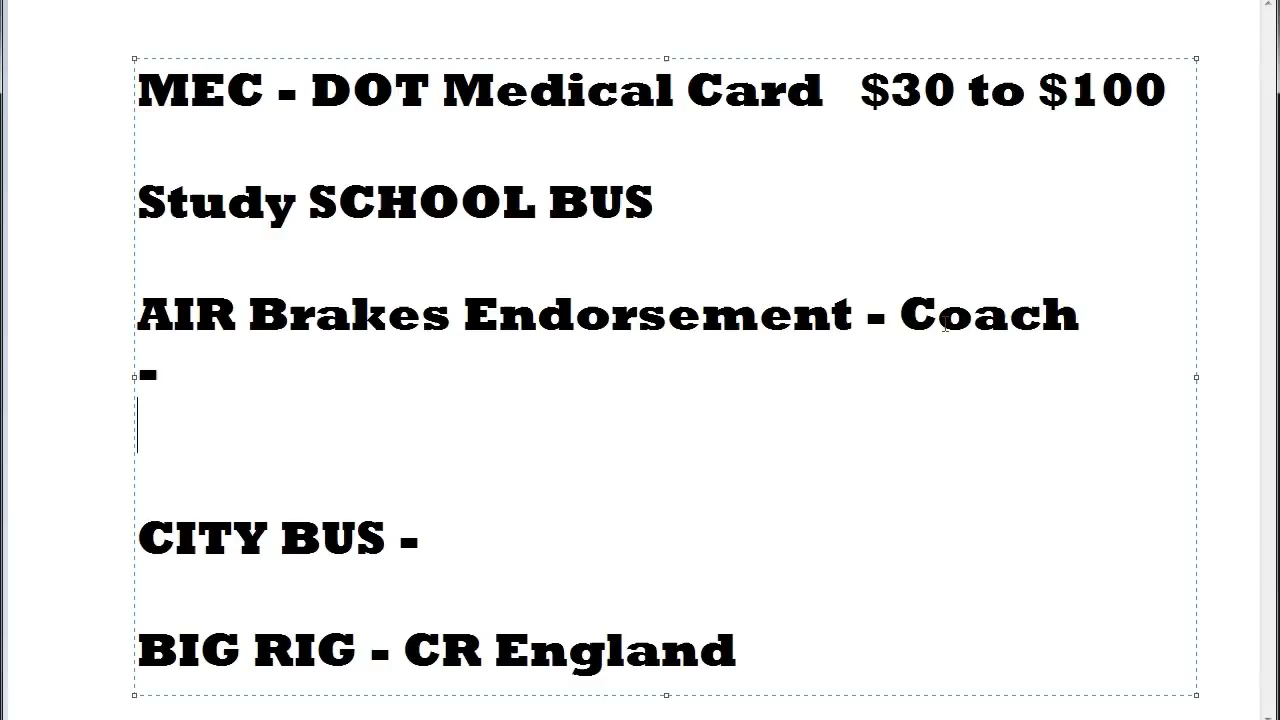 MEC - DOT Medical Card $30 to $100
Study SCHOOL BUS
AIR Brakes Endorsement - Coach
-
CITY BUS -
BIG RIG - CR England